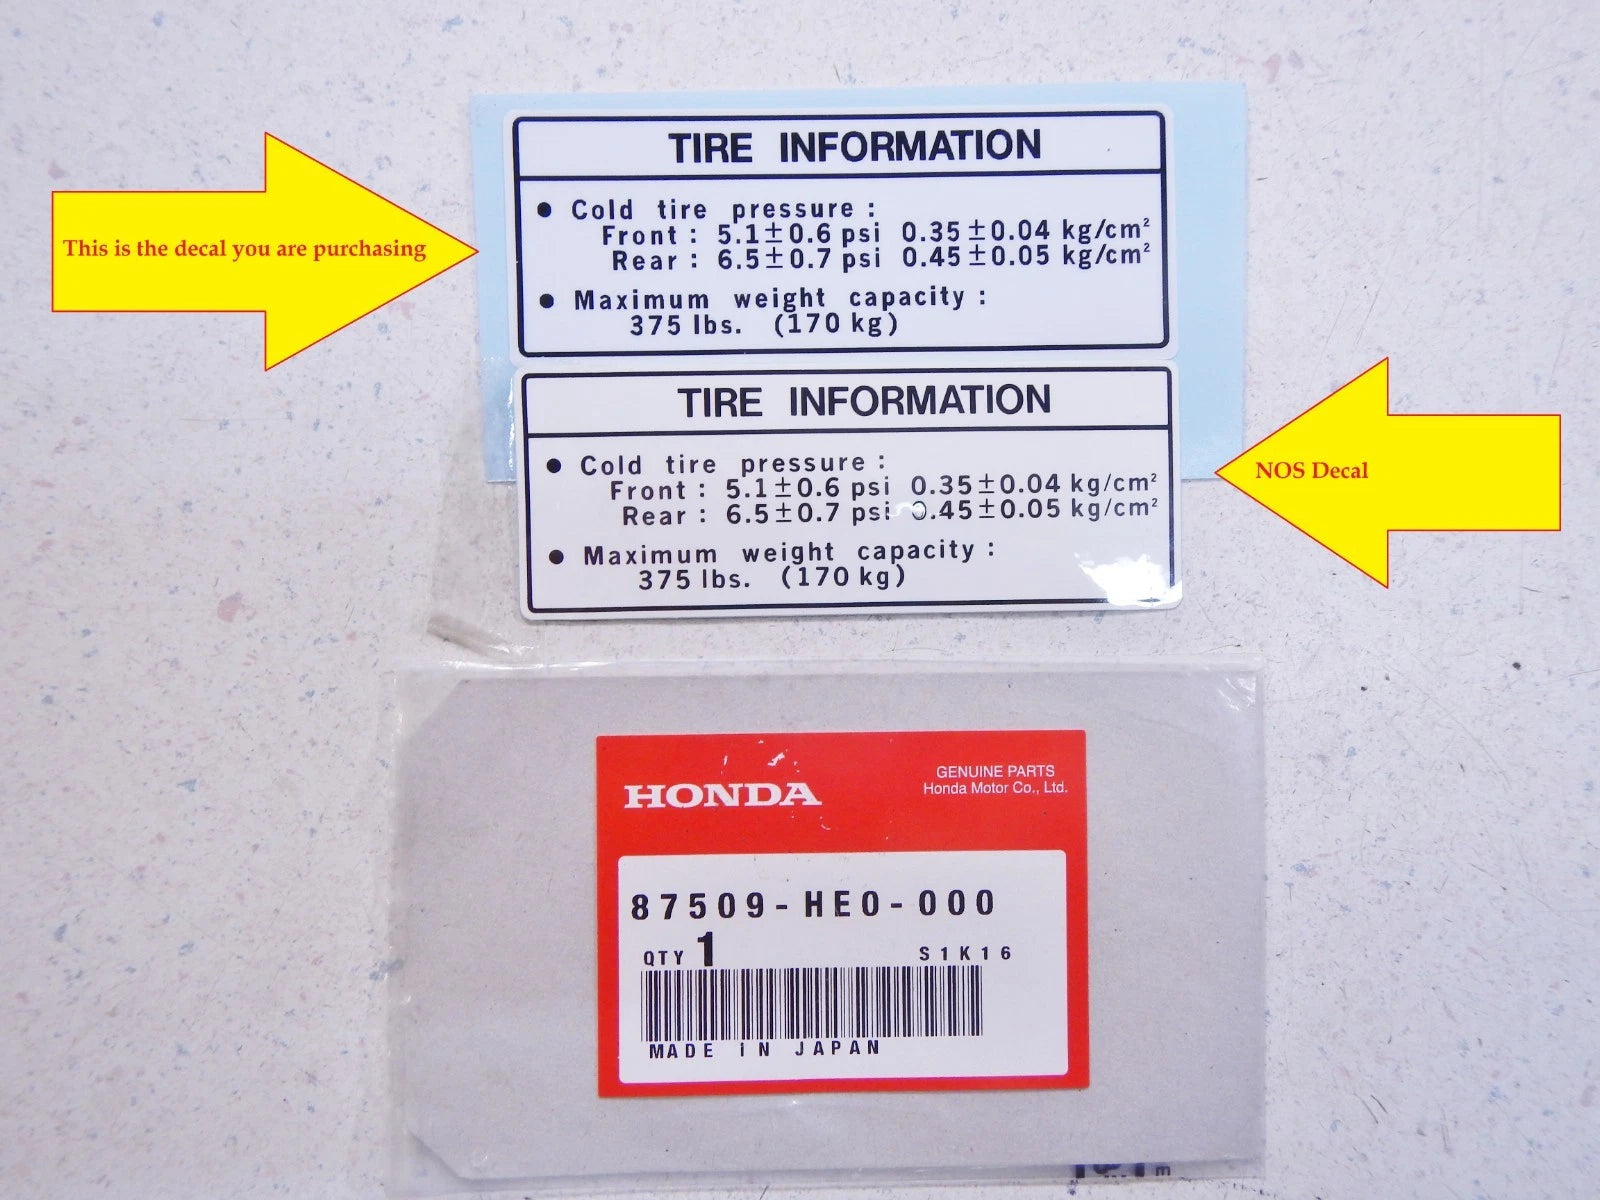 This is the decal you are purchasing
TIRE INFORMATION
● Cold tire pressure :
Front : 5.1±0.6 psi 0.35±0.04 kg/cm²
Rear : 6.5±0.7 psi 0.45±0.05 kg/cm²
● Maximum weight capacity :
375 lbs. (170 kg)
NOS Decal
TIRE INFORMATION
● Cold tire pressure :
Front : 5.1±0.6 psi 0.35±0.04 kg/cm²
Rear : 6.5±0.7 psi 0.45±0.05 kg/cm²
● Maximum weight capacity :
375 lbs. (170 kg)
HONDA
GENUINE PARTS
Honda Motor Co., Ltd.
87509-HE0-000
QTY 1 S1K16
MADE IN JAPAN